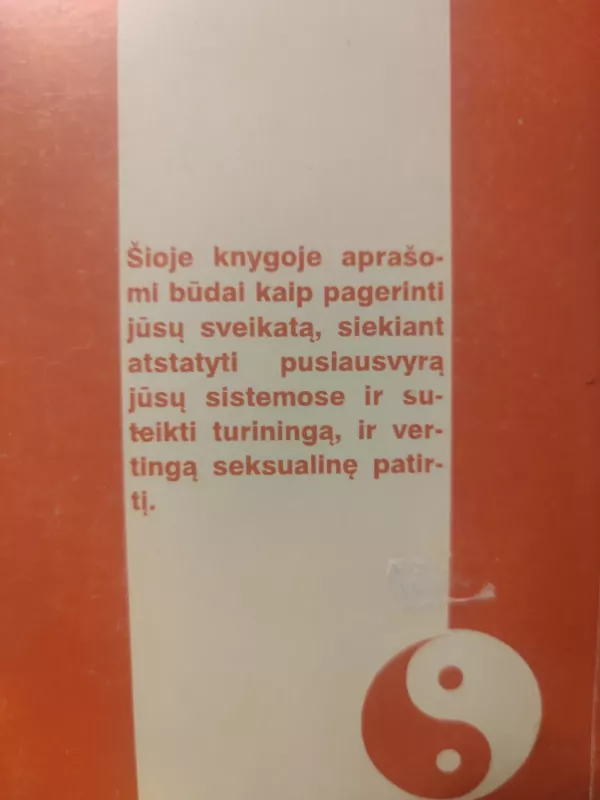 Šioje knygoje aprašo-
mi būdai kaip pagerinti
jūsų sveikatą, siekiant
atstatyti pusiausvyrą
jūsų sistemose ir su-
teikti turiningą, ir ver-
tingą seksualinę patir-
tį.